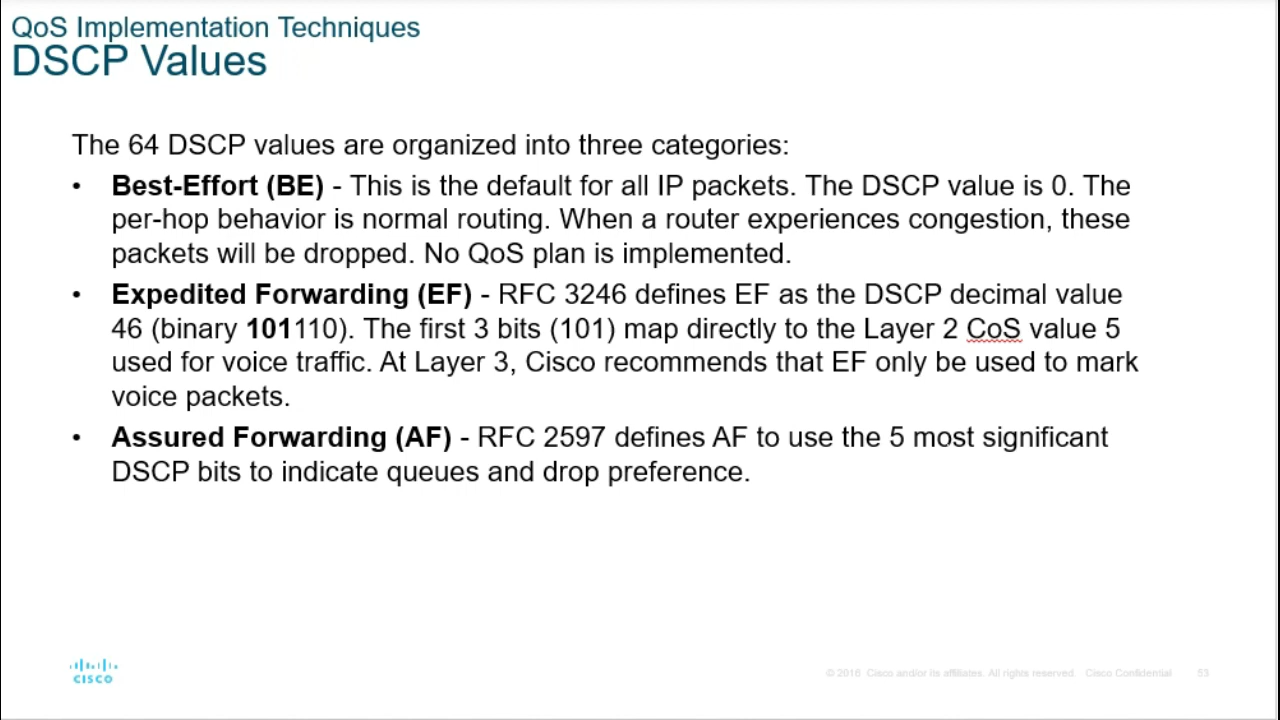 QoS Implementation Techniques
DSCP Values
The 64 DSCP values are organized into three categories:
• Best-Effort (BE) - This is the default for all IP packets. The DSCP value is 0. The
per-hop behavior is normal routing. When a router experiences congestion, these
packets will be dropped. No QoS plan is implemented.
• Expedited Forwarding (EF) - RFC 3246 defines EF as the DSCP decimal value
46 (binary 101110). The first 3 bits (101) map directly to the Layer 2 CoS value 5
used for voice traffic. At Layer 3, Cisco recommends that EF only be used to mark
voice packets.
• Assured Forwarding (AF) - RFC 2597 defines AF to use the 5 most significant
DSCP bits to indicate queues and drop preference.
CISCO
© 2016 Cisco and/or its affiliates. All rights reserved. Cisco Confidential 53